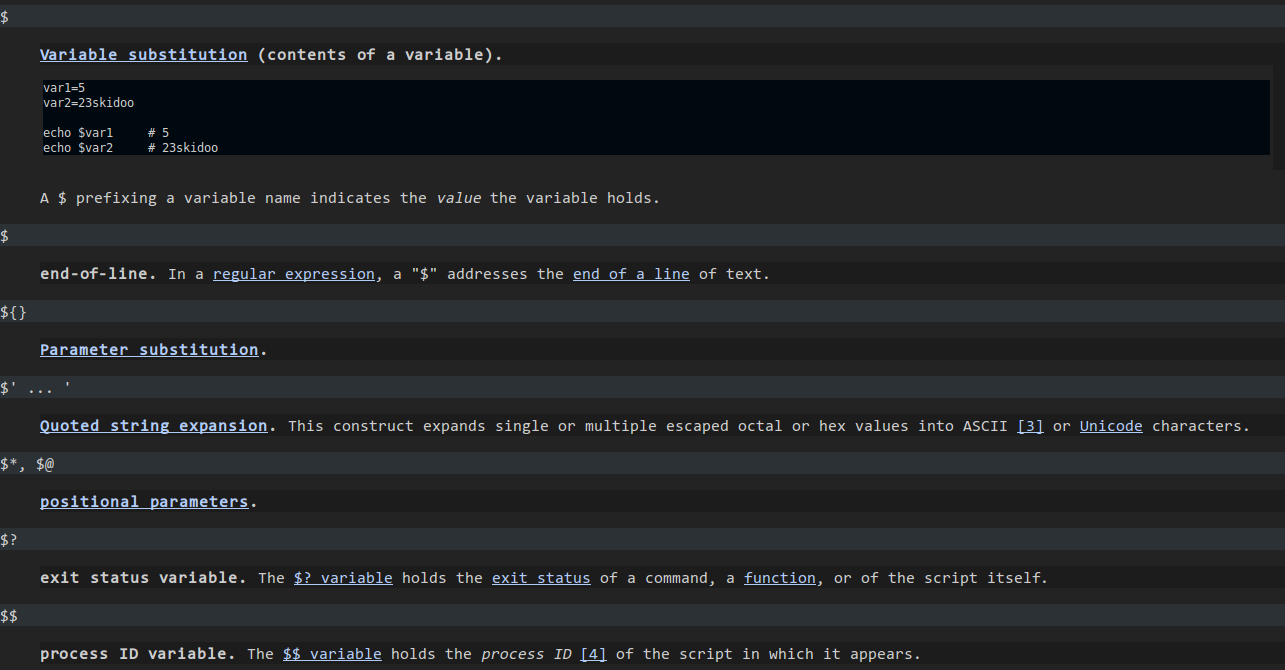 $
Variable substitution (contents of a variable).
var1=5
var2=23skidoo
echo $var1     # 5
echo $var2     # 23skidoo
A $ prefixing a variable name indicates the value the variable holds.
$
end-of-line. In a regular expression, a "$" addresses the end of a line of text.
${}
Parameter substitution.
$' ... '
Quoted string expansion. This construct expands single or multiple escaped octal or hex values into ASCII [3] or Unicode characters.
$*, $@
positional parameters.
$?
exit status variable. The $? variable holds the exit status of a command, a function, or of the script itself.
$$
process ID variable. The $$ variable holds the process ID [4] of the script in which it appears.